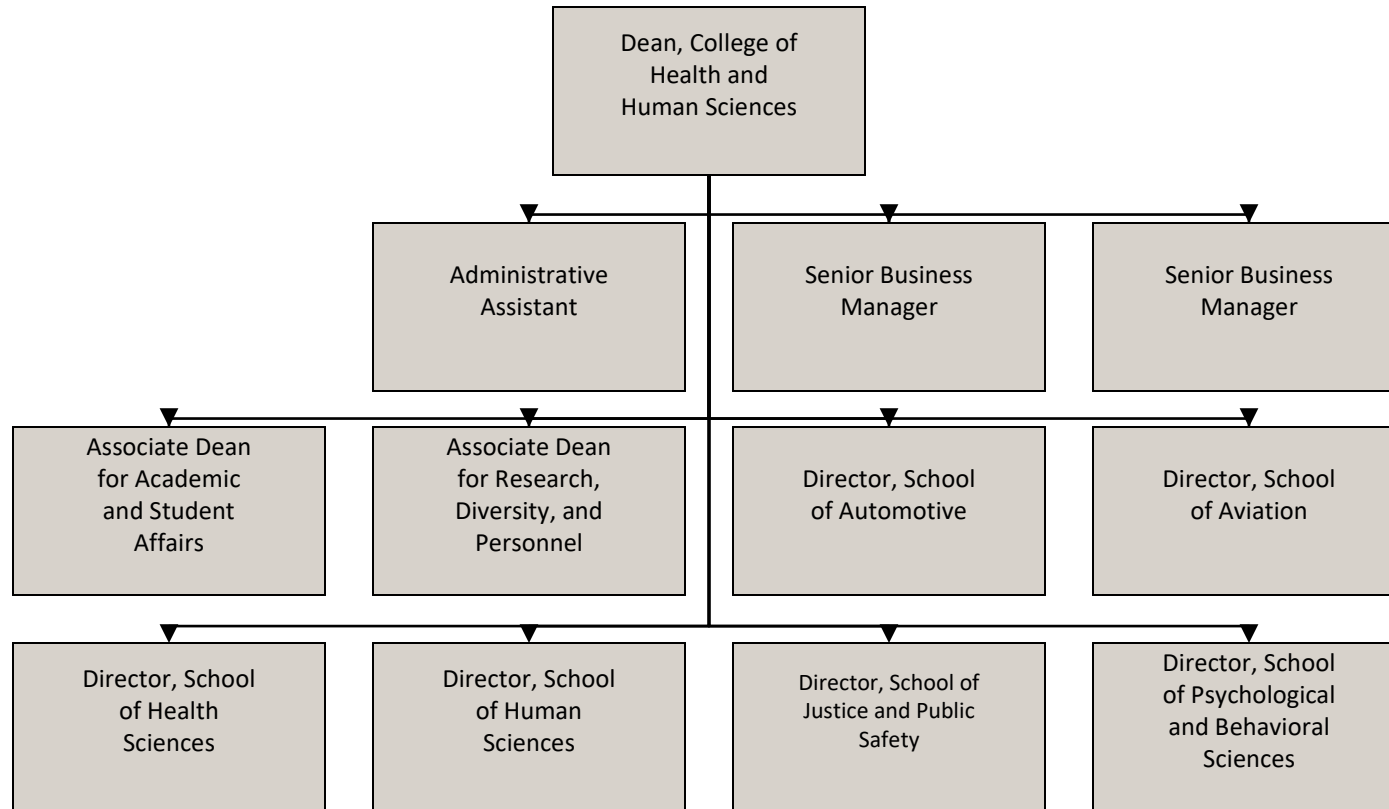 Dean, College of
Health and
Human Sciences
Administrative
Assistant
Senior Business
Manager
Senior Business
Manager
Associate Dean
for Academic
and Student
Affairs
Associate Dean
for Research,
Diversity, and
Personnel
Director, School
of Automotive
Director, School
of Aviation
Director, School
of Health
Sciences
Director, School
of Human
Sciences
Director, School of
Justice and Public
Safety
Director, School
of Psychological
and Behavioral
Sciences